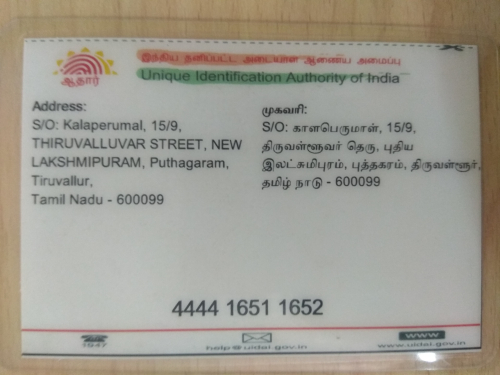 ஆதார்
இந்திய தனிப்பட்ட அடையாள ஆணைய அமைப்பு
Unique Identification Authority of India
Address:
S/O: Kalaperumal, 15/9,
THIRUVALLUVAR STREET, NEW
LAKSHMIPURAM, Puthagaram,
Tiruvallur,
Tamil Nadu - 600099
முகவரி:
S/O: காளபெருமாள், 15/9,
திருவள்ளூவர் தெரு, புதிய
இலட்சுமிபுரம், புத்தகரம், திருவள்ளூர்,
தமிழ் நாடு - 600099
4444 1651 1652
1947
help@uidai.gov.in
WWW
www.uidai.gov.in